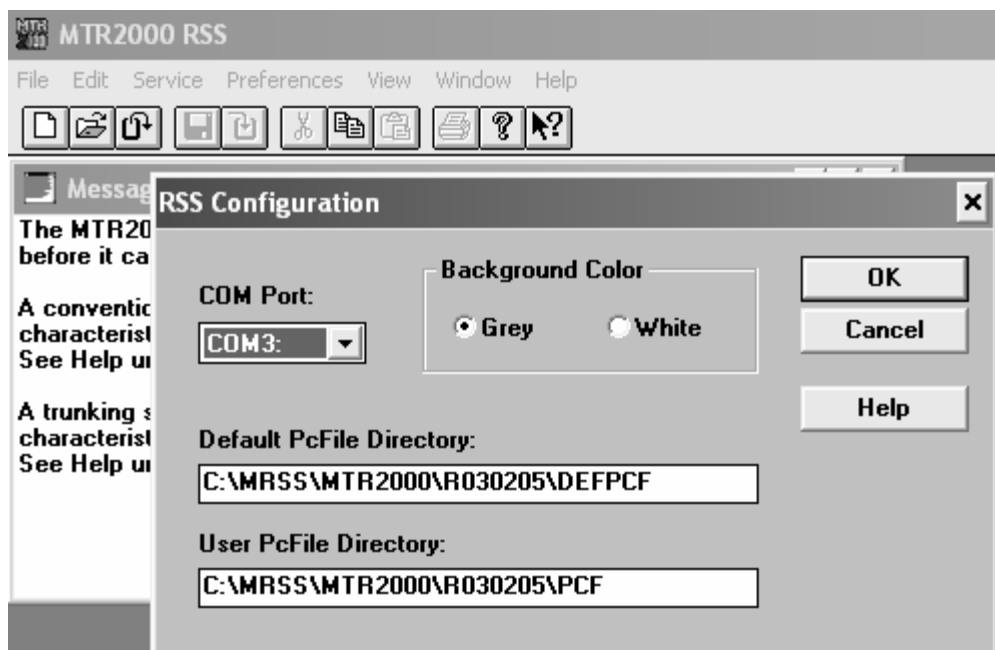 MTR2000 RSS
File Edit Service Preferences View Window Help
Messag
RSS Configuration
The MTR20
before it ca
A conventic
characterist
See Help ui
A trunking s
characterist
See Help ui
COM Port:
COM3:
Background Color
Grey
White
OK
Cancel
Help
Default PcFile Directory:
C:\MRSS\MTR2000\R030205\DEFPCF
User PcFile Directory:
C:\MRSS\MTR2000\R030205\PCF